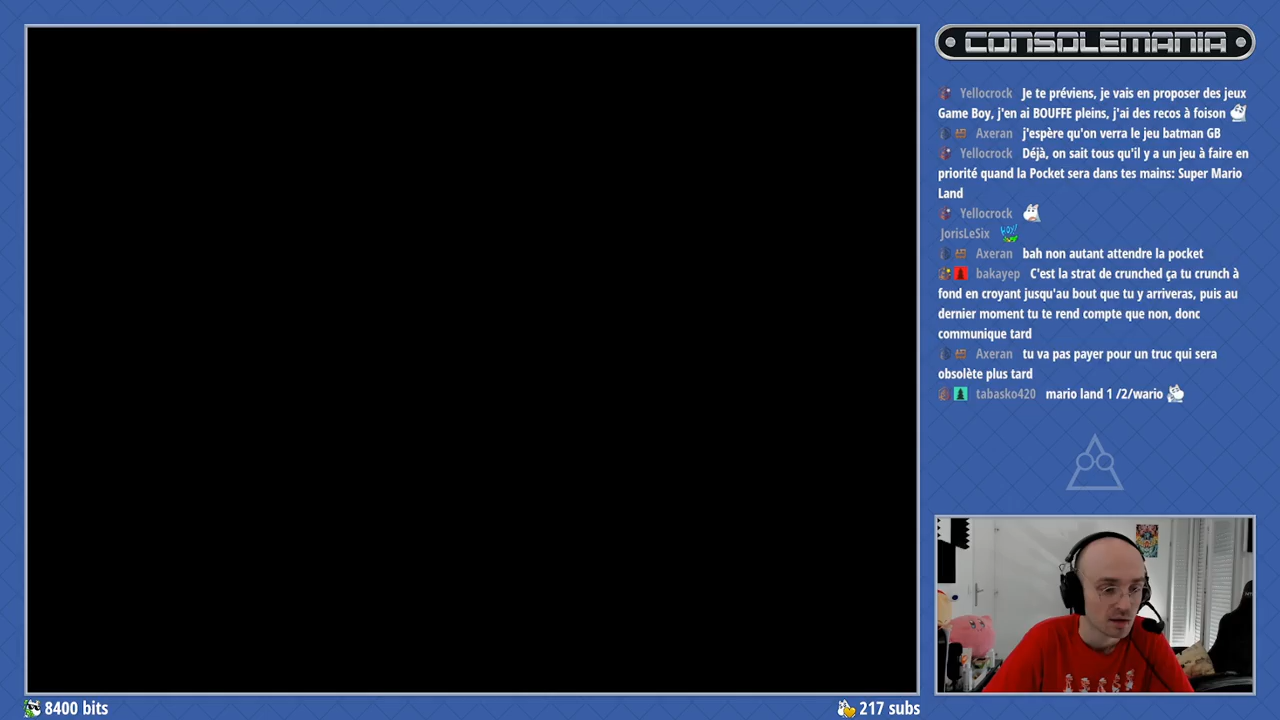 CONSOLEMANIA
Yellocrock Je te préviens, je vais en proposer des jeux
Game Boy, j'en ai BOUFFE pleins, j'ai des recos à foison
Axeran j'espère qu'on verra le jeu batman GB
Yellocrock Déjà, on sait tous qu'il y a un jeu à faire en
priorité quand la Pocket sera dans tes mains: Super Mario
Land
Yellocrock
JorisLeSix
Axeran bah non autant attendre la pocket
bakayep C'est la strat de crunched ça tu crunch à
fond en croyant jusqu'au bout que tu y arriveras, puis au
dernier moment tu te rend compte que non, donc
communique tard
Axeran tu va pas payer pour un truc qui sera
obsolète plus tard
tabasko420 mario land 1 /2/wario
8400 bits
217 subs